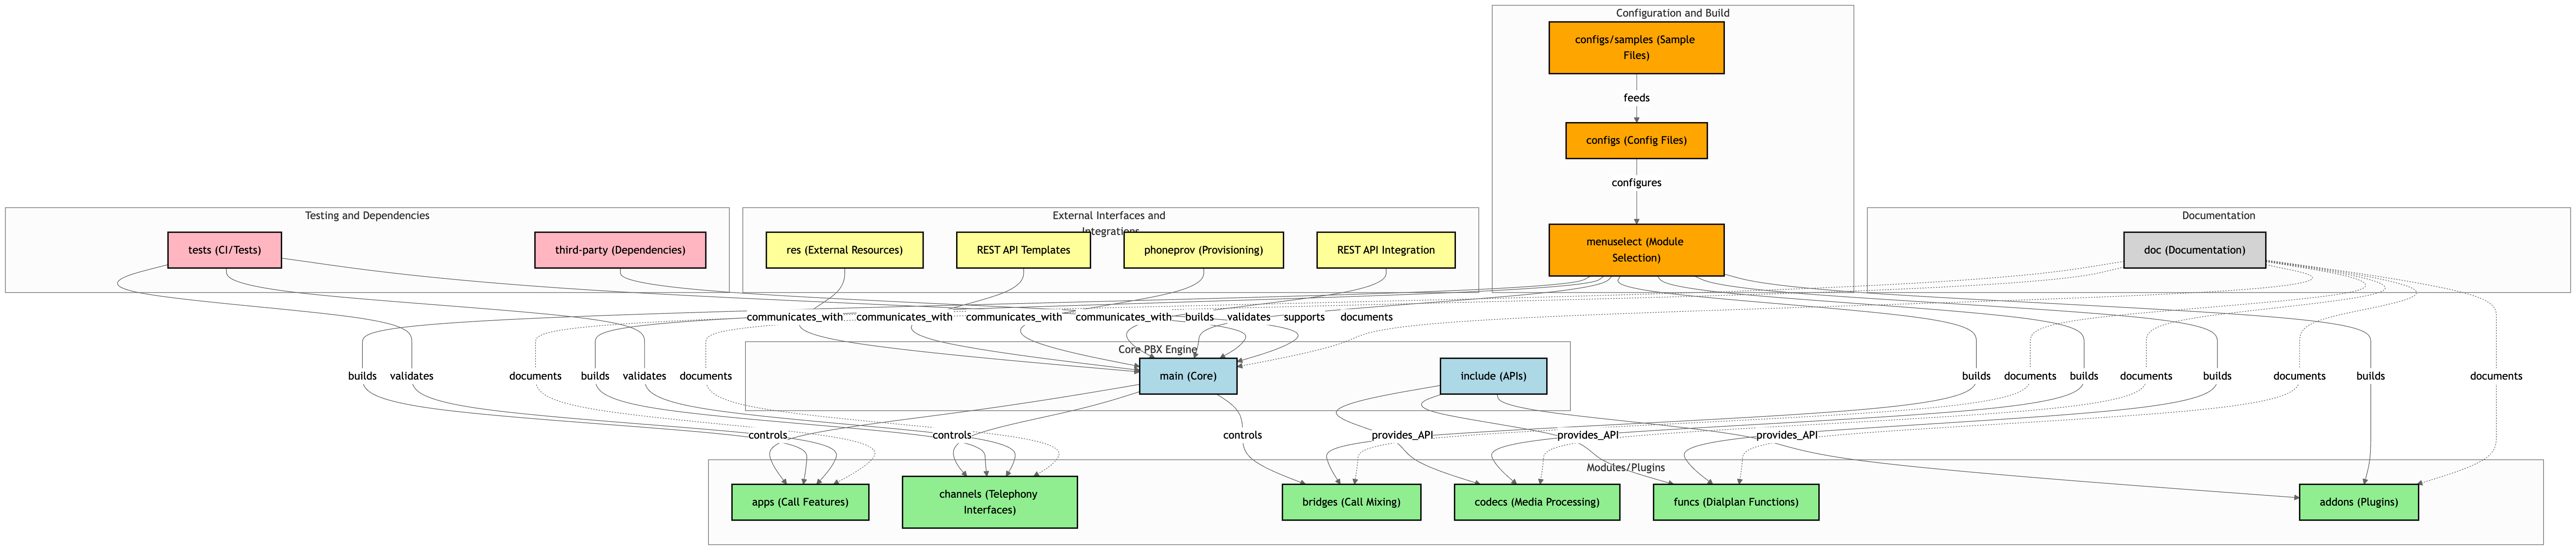 Configuration and Build
configs/samples (Sample
Files)
feeds
configs (Config Files)
configures
menuselect (Module
Selection)
Testing and Dependencies
tests (CI/Tests)
third-party (Dependencies)
External Interfaces and
Integrations
res (External Resources)
REST API Templates
phoneprov (Provisioning)
REST API Integration
Documentation
doc (Documentation)
communicates_with
communicates_with
communicates_with
communicates_with
builds
validates
supports
documents
Core PBX Engine
main (Core)
include (APIs)
builds
validates
documents
builds
validates
documents
builds
documents
builds
documents
builds
documents
builds
documents
controls
controls
controls
provides_API
provides_API
provides_API
Modules/Plugins
apps (Call Features)
channels (Telephony
Interfaces)
bridges (Call Mixing)
codecs (Media Processing)
funcs (Dialplan Functions)
addons (Plugins)